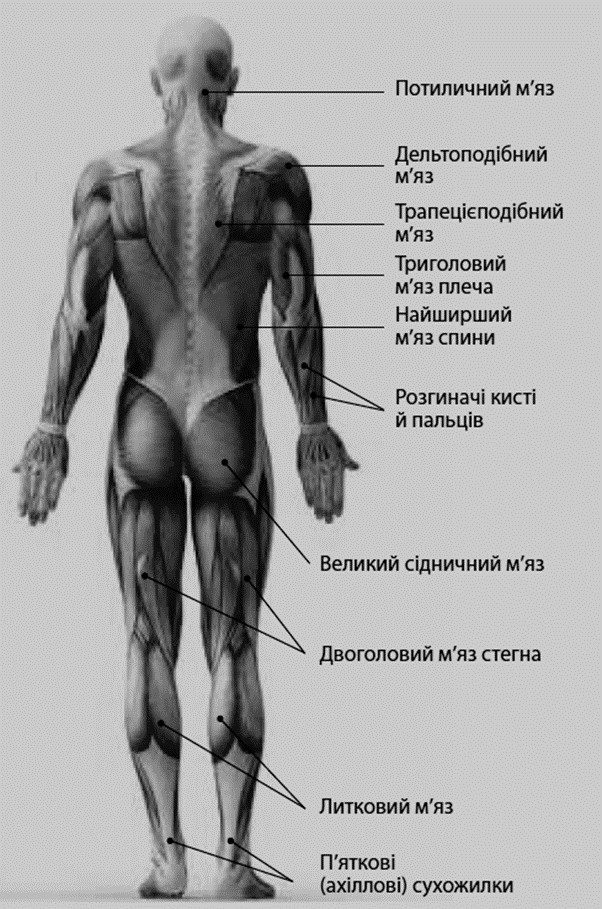 Потиличний м’яз
Дельтоподібний
м’яз
Трапецієподібний
м’яз
Триголовий
м’яз плеча
Найширший
м’яз спини
Розгиначі кисті
й пальців
Великий сідничний м’яз
Двоголовий м’яз стегна
Литковий м’яз
П’яткові
(ахіллові) сухожилки